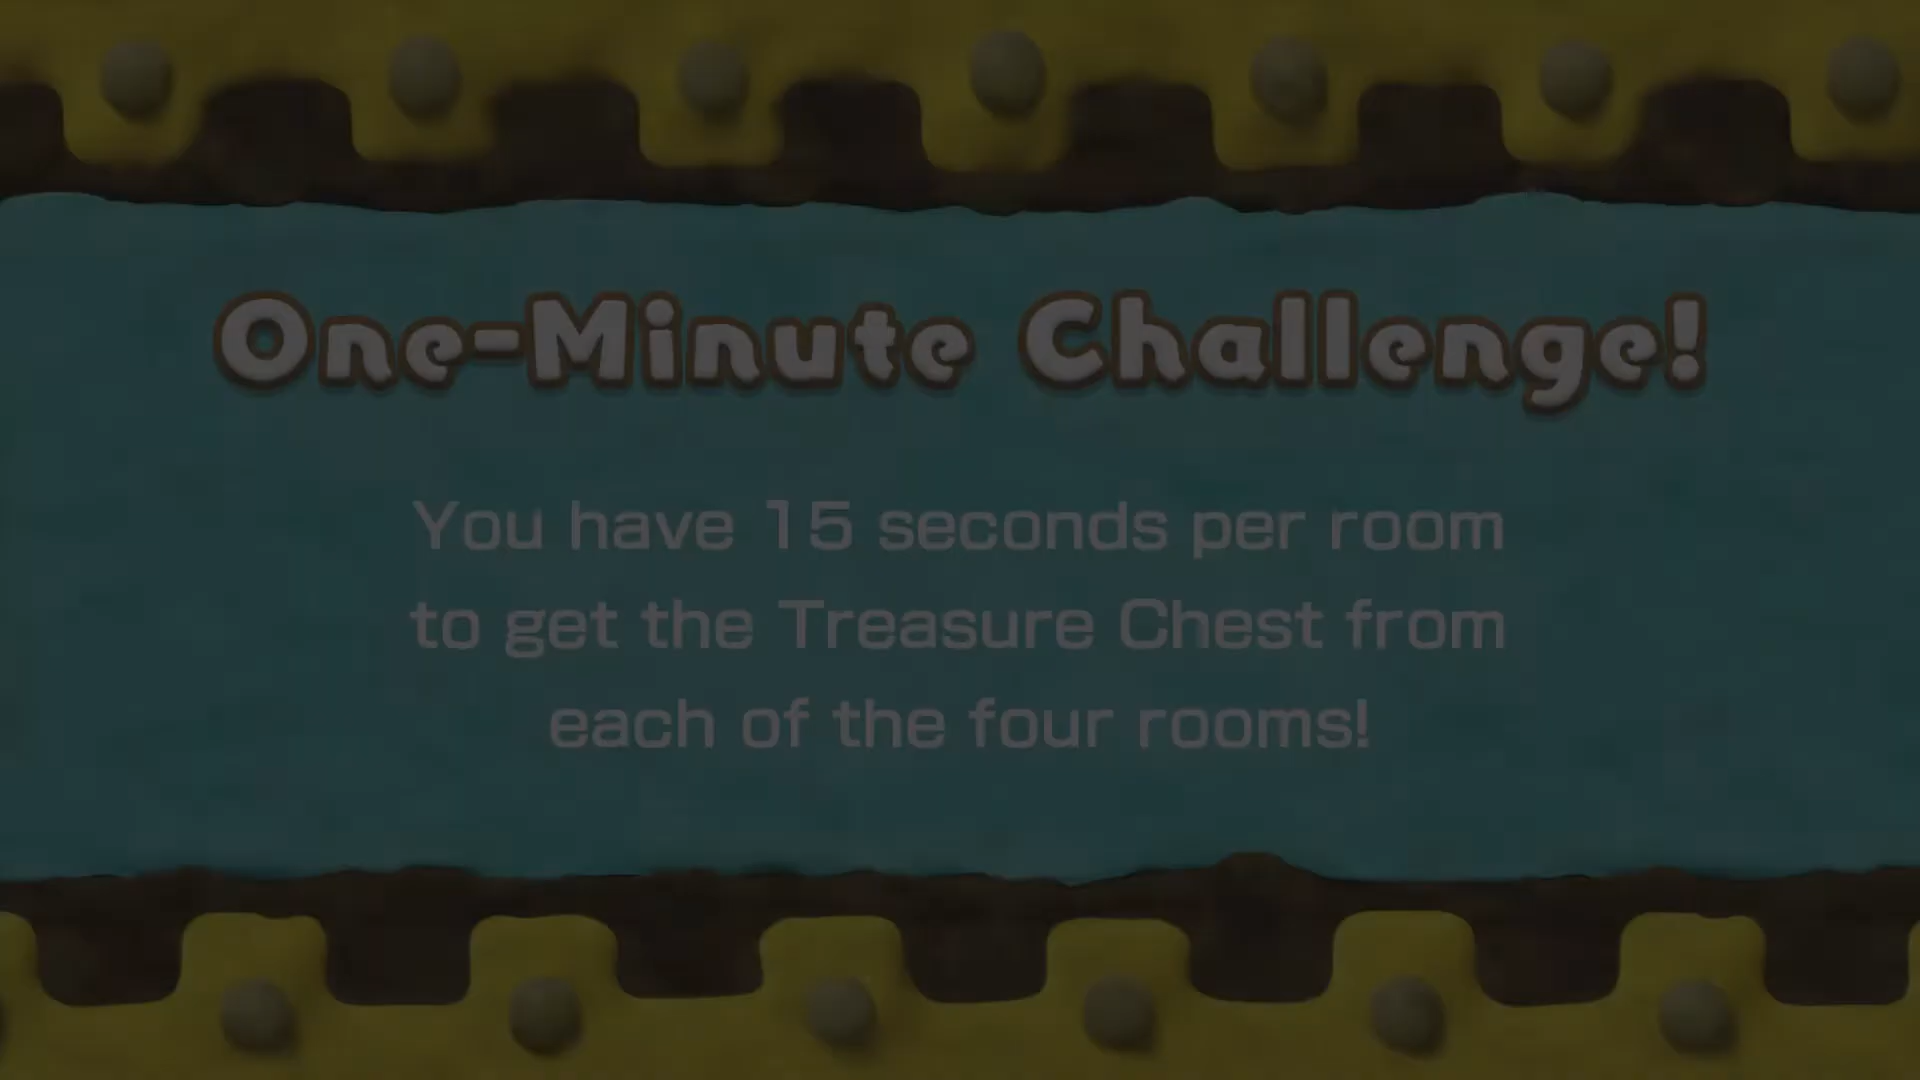 One-Minute Challenge!
You have 15 seconds per room
to get the Treasure Chest from
each of the four rooms!